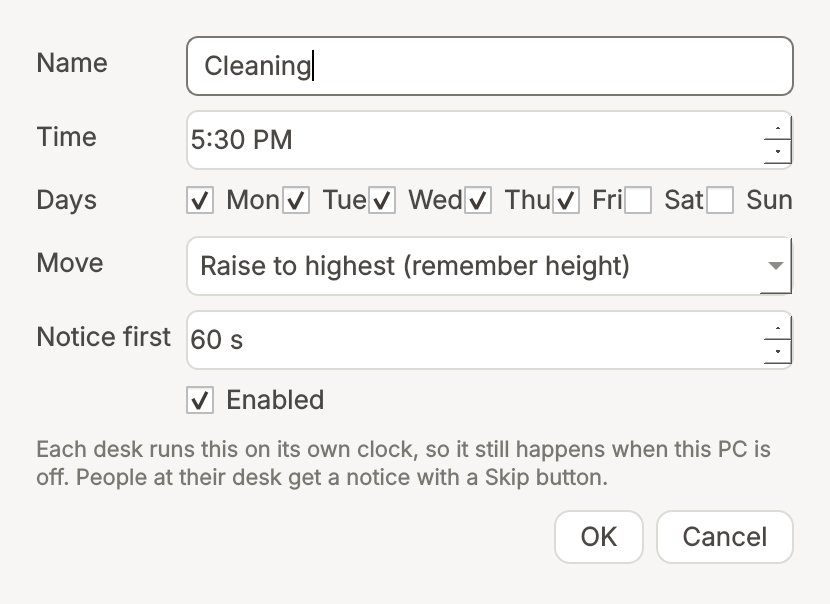 Name Cleaning
Time 5:30 PM
Days Mon Tue Wed Thu Fri Sat Sun
Move Raise to highest (remember height)
Notice first 60 s
Enabled
Each desk runs this on its own clock, so it still happens when this PC is
off. People at their desk get a notice with a Skip button.
OK Cancel